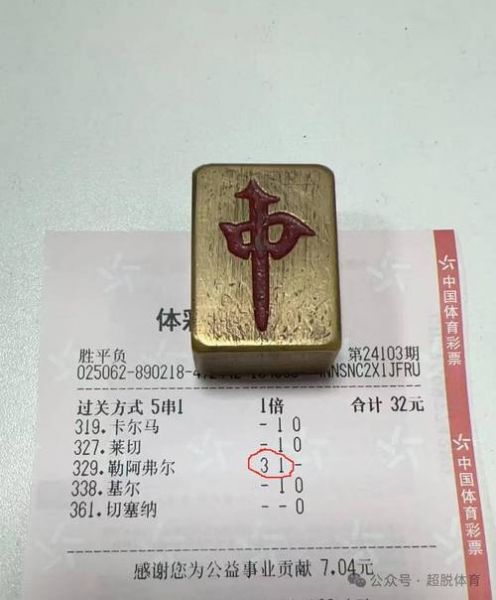 中
体彩
胜平负 第24103期
025062-890218- NNSNC2X1JFRU
过关方式 5串1 1倍 合计 32元
319.卡尔马 -10
327.莱切 -10
329.勒阿弗尔 31-
338.基尔 -10
361.切塞纳 --0
感谢您为公益事业贡献 7.04元
中国体育彩票
中国体育彩票
公众号·超脱体育